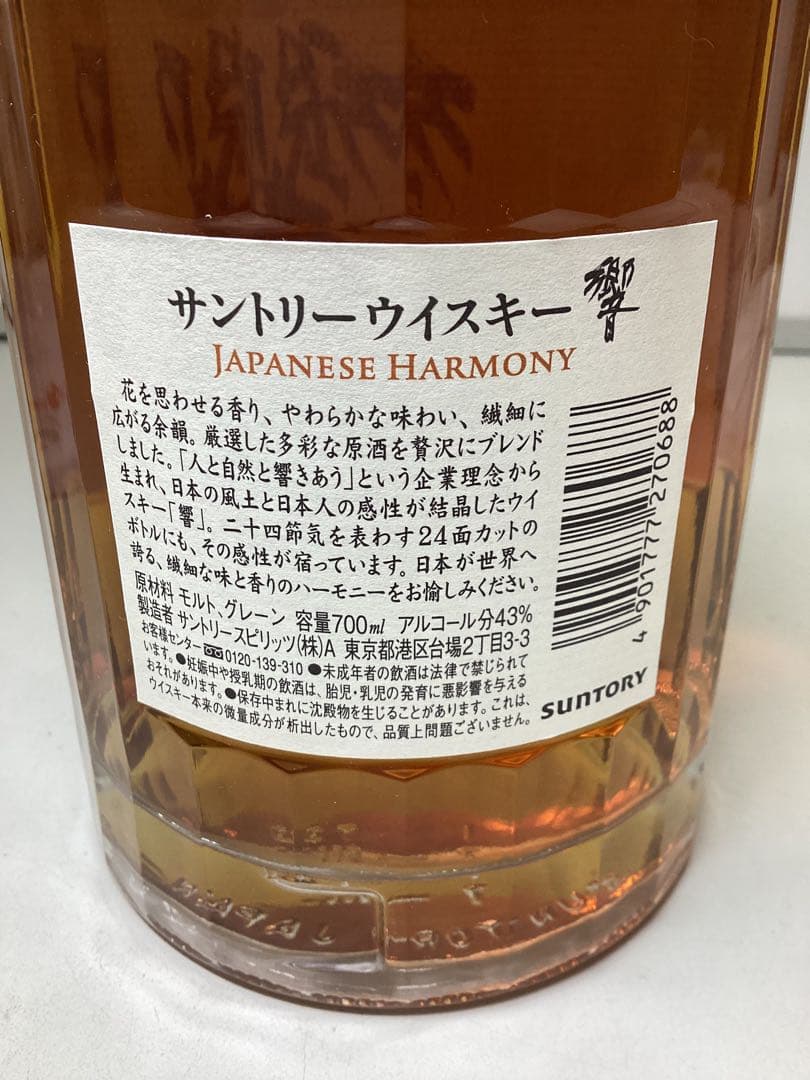 サントリーウイスキー 響
JAPANESE HARMONY
花を思わせる香り、やわらかな味わい、繊細に
広がる余韻。厳選した多彩な原酒を贅沢にブレンド
しました。「人と自然と響きあう」という企業理念から
生まれ、日本の風土と日本人の感性が結晶したウイ
スキー「響」。二十四節気を表わす24面カットの
ボトルにも、その感性が宿っています。日本が世界へ
誇る、繊細な味と香りのハーモニーをお愉しみください。
原材料 モルト、グレーン 容量700ml アルコール分43%
製造者 サントリースピリッツ(株)A 東京都港区台場2丁目3-3
お客様センター 0120-139-310 ●未成年者の飲酒は法律で禁じられて
います。●妊娠中や授乳期の飲酒は、胎児・乳児の発育に悪影響を与える
おそれがあります。●保存中まれに沈殿物を生じることがあります。これは、
ウイスキー本来の微量成分が析出したもので、品質上問題ございません。
SUNTORY
4 901777 270688